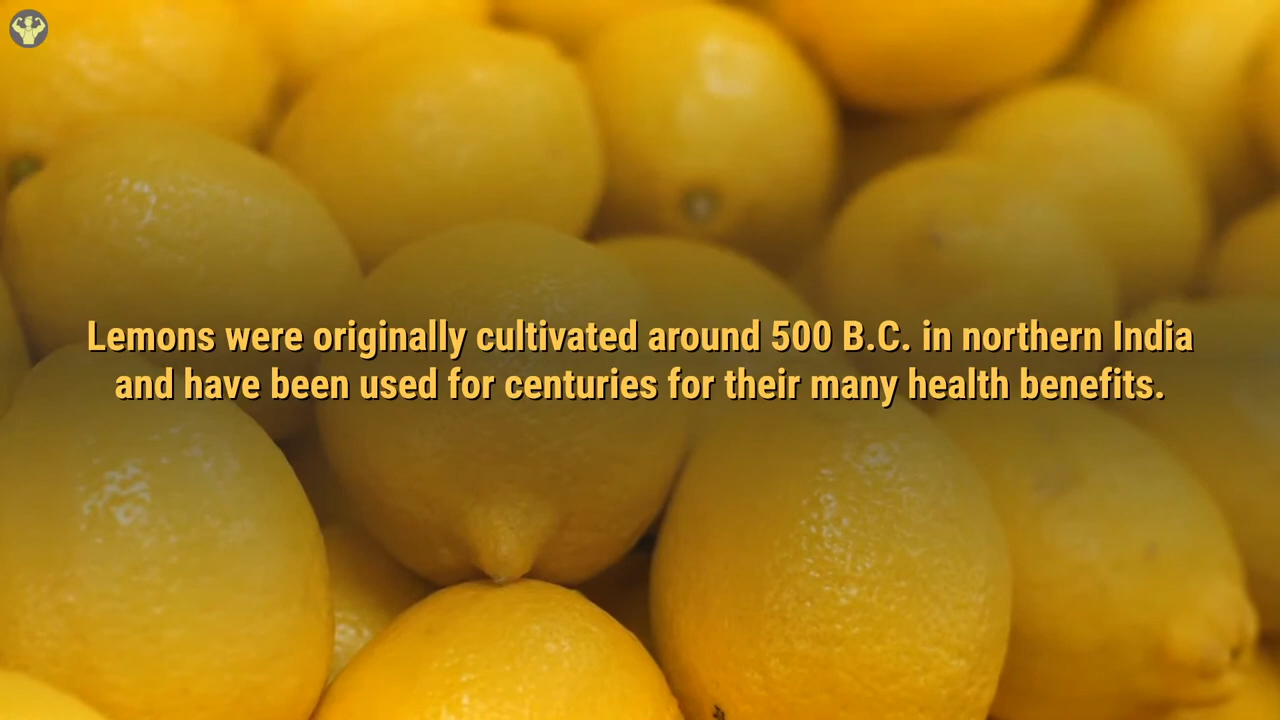 Lemons were originally cultivated around 500 B.C. in northern India
and have been used for centuries for their many health benefits.